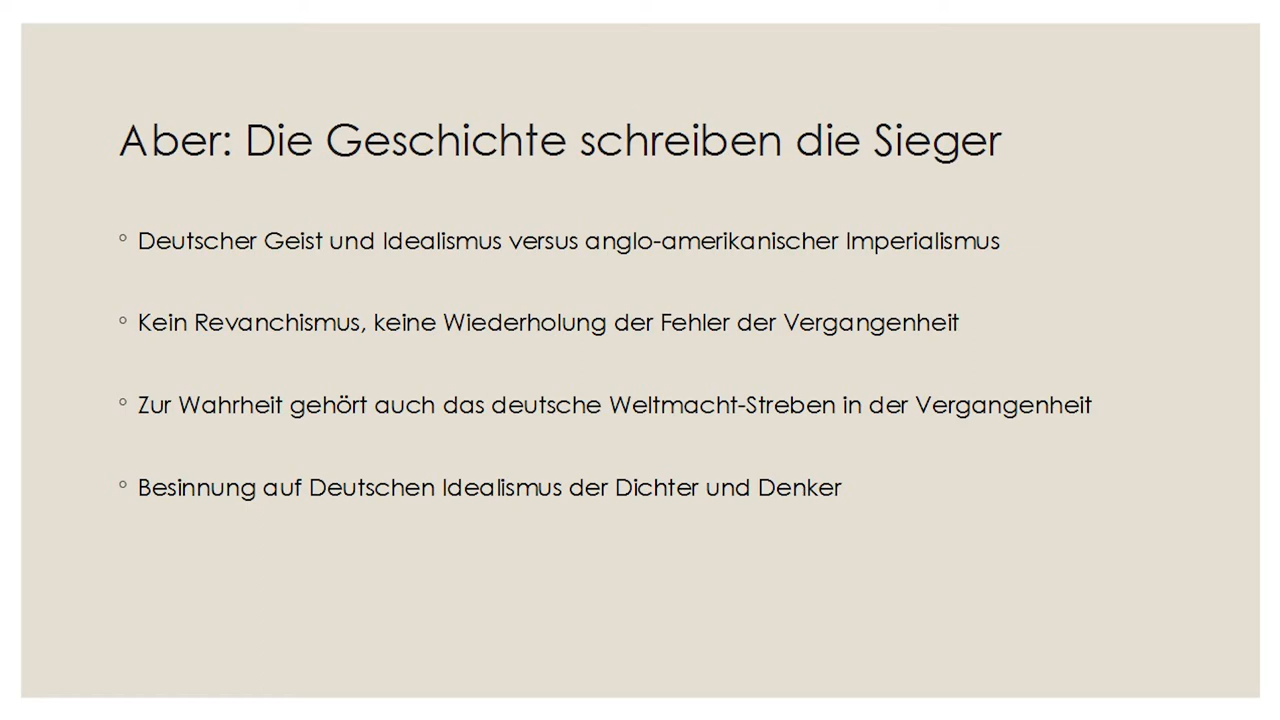 Aber: Die Geschichte schreiben die Sieger
◦ Deutscher Geist und Idealismus versus anglo-amerikanischer Imperialismus
◦ Kein Revanchismus, keine Wiederholung der Fehler der Vergangenheit
◦ Zur Wahrheit gehört auch das deutsche Weltmacht-Streben in der Vergangenheit
◦ Besinnung auf Deutschen Idealismus der Dichter und Denker